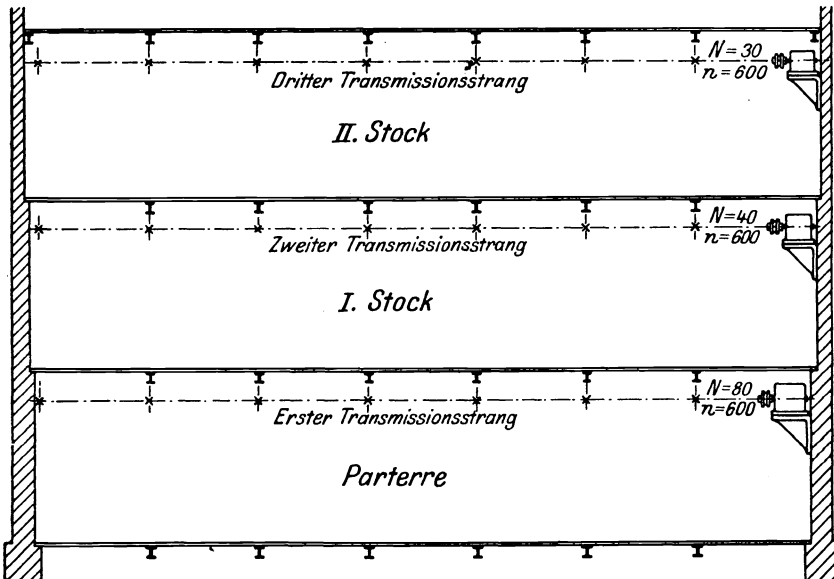 N=30
n=600
Dritter Transmissionsstrang
II. Stock
N=40
n=600
Zweiter Transmissionsstrang
I. Stock
N=80
n=600
Erster Transmissionsstrang
Parterre